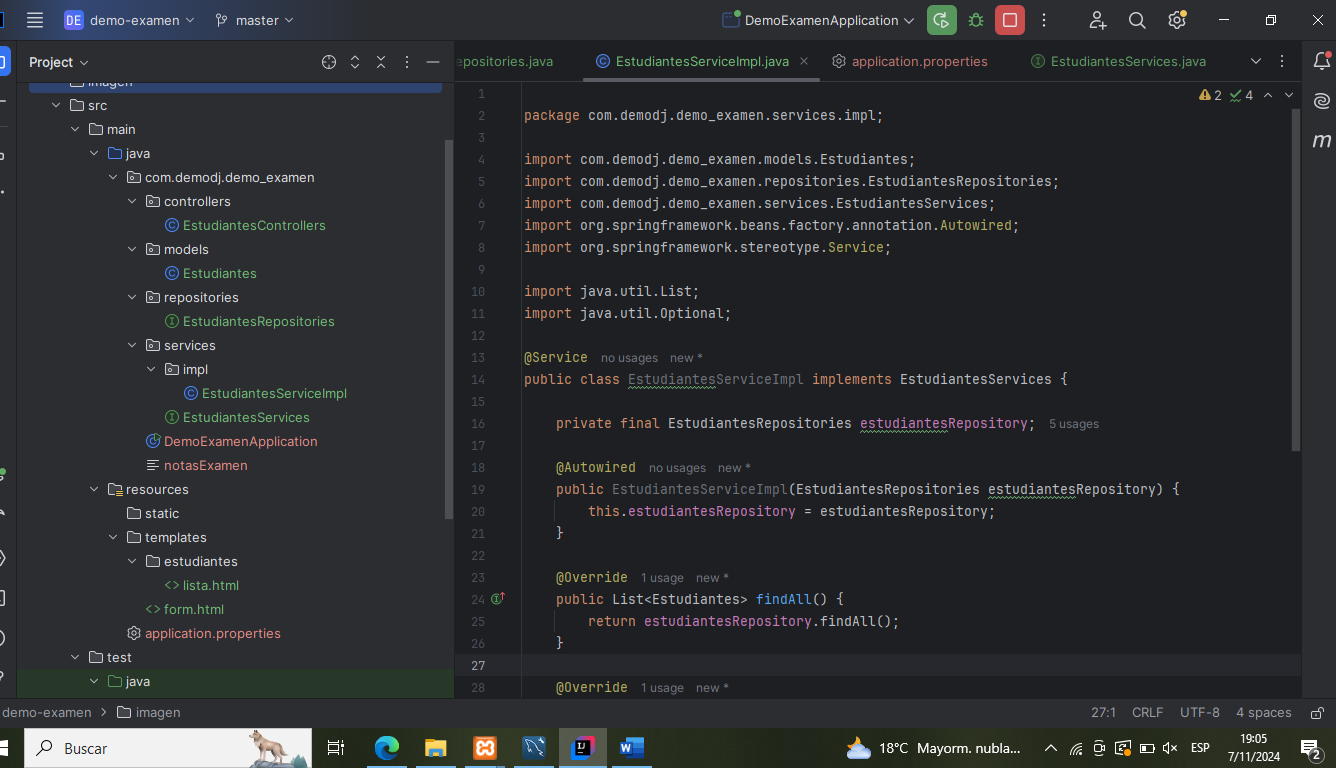 DE demo-examen master DemoExamenApplication
Project
epositories.java EstudiantesServiceImpl.java application.properties EstudiantesServices.java
imagen
src
main
java
com.demodj.demo_examen
controllers
EstudiantesControllers
models
Estudiantes
repositories
EstudiantesRepositories
services
impl
EstudiantesServiceImpl
EstudiantesServices
DemoExamenApplication
notasExamen
resources
static
templates
estudiantes
lista.html
form.html
application.properties
test
java
2 4
1
2 package com.demodj.demo_examen.services.impl;
3
4 import com.demodj.demo_examen.models.Estudiantes;
5 import com.demodj.demo_examen.repositories.EstudiantesRepositories;
6 import com.demodj.demo_examen.services.EstudiantesServices;
7 import org.springframework.beans.factory.annotation.Autowired;
8 import org.springframework.stereotype.Service;
9
10 import java.util.List;
11 import java.util.Optional;
12
13 @Service no usages new *
14 public class EstudiantesServiceImpl implements EstudiantesServices {
15
16 private final EstudiantesRepositories estudiantesRepository; 5 usages
17
18 @Autowired no usages new *
19 public EstudiantesServiceImpl(EstudiantesRepositories estudiantesRepository) {
20 this.estudiantesRepository = estudiantesRepository;
21 }
22
23 @Override 1 usage new *
24 public List<Estudiantes> findAll() {
25 return estudiantesRepository.findAll();
26 }
27
28 @Override 1 usage new *
m
demo-examen > imagen 27:1 CRLF UTF-8 4 spaces
Buscar 18°C Mayorm. nubla... ESP 19:05
7/11/2024 2